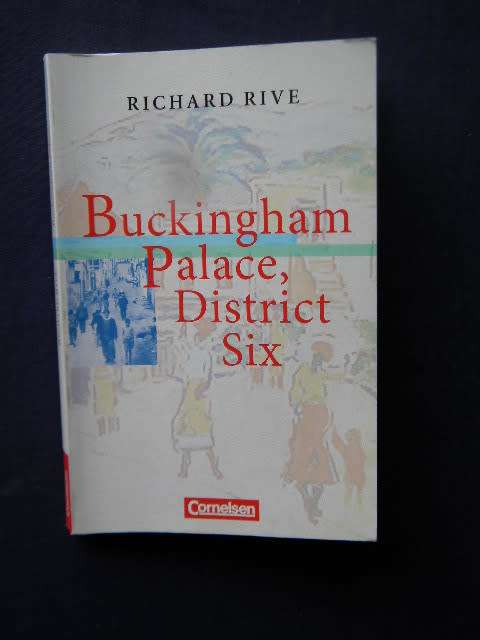 RICHARD RIVE
Buckingham
Palace,
District
Six
Cornelsen